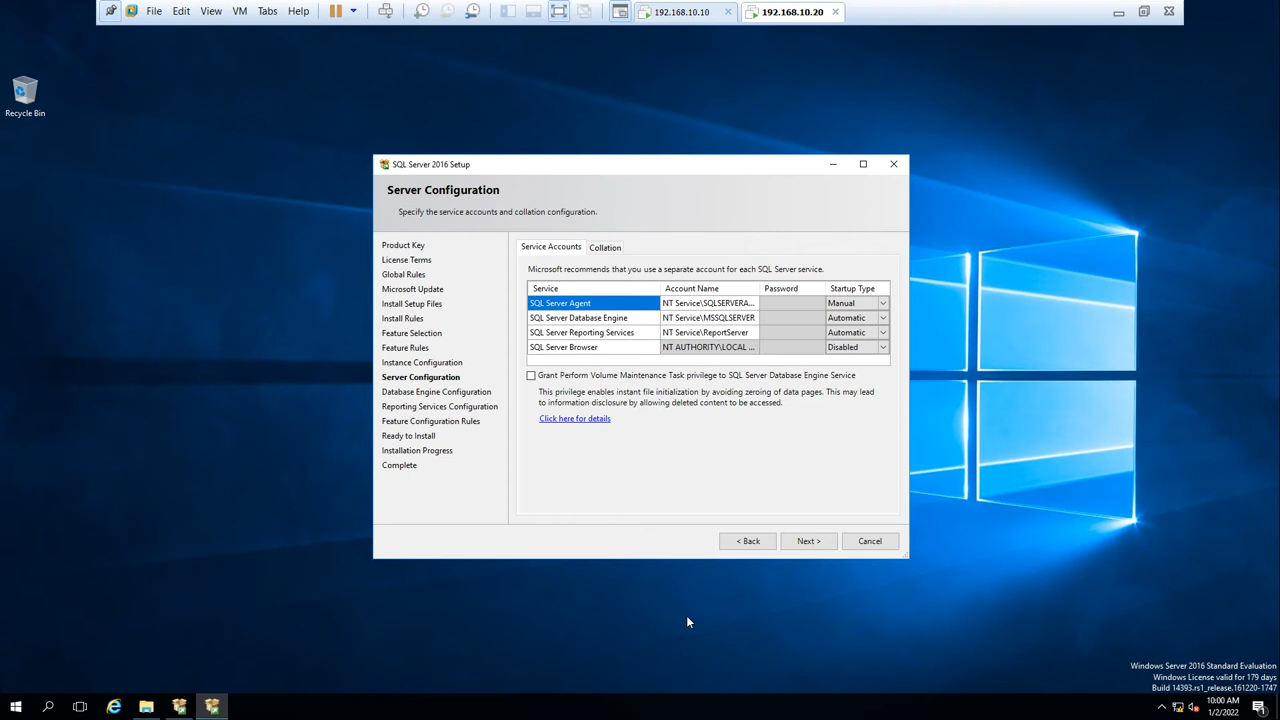 File Edit View VM Tabs Help 192.168.10.10 192.168.10.20
Recycle Bin
SQL Server 2016 Setup
Server Configuration
Specify the service accounts and collation configuration.
Product Key
License Terms
Global Rules
Microsoft Update
Install Setup Files
Install Rules
Feature Selection
Feature Rules
Instance Configuration
Server Configuration
Database Engine Configuration
Reporting Services Configuration
Feature Configuration Rules
Ready to Install
Installation Progress
Complete
Service Accounts Collation
Microsoft recommends that you use a separate account for each SQL Server service.
Service Account Name Password Startup Type
SQL Server Agent NT Service\SQLSERVERA... Manual
SQL Server Database Engine NT Service\MSSQLSERVER Automatic
SQL Server Reporting Services NT Service\ReportServer Automatic
SQL Server Browser NT AUTHORITY\LOCAL ... Disabled
Grant Perform Volume Maintenance Task privilege to SQL Server Database Engine Service
This privilege enables instant file initialization by avoiding zeroing of data pages. This may lead
to information disclosure by allowing deleted content to be accessed.
Click here for details
< Back Next > Cancel
Windows Server 2016 Standard Evaluation
Windows License valid for 179 days
Build 14393.rs1_release.161220-1747
10:00 AM
1/2/2022
1